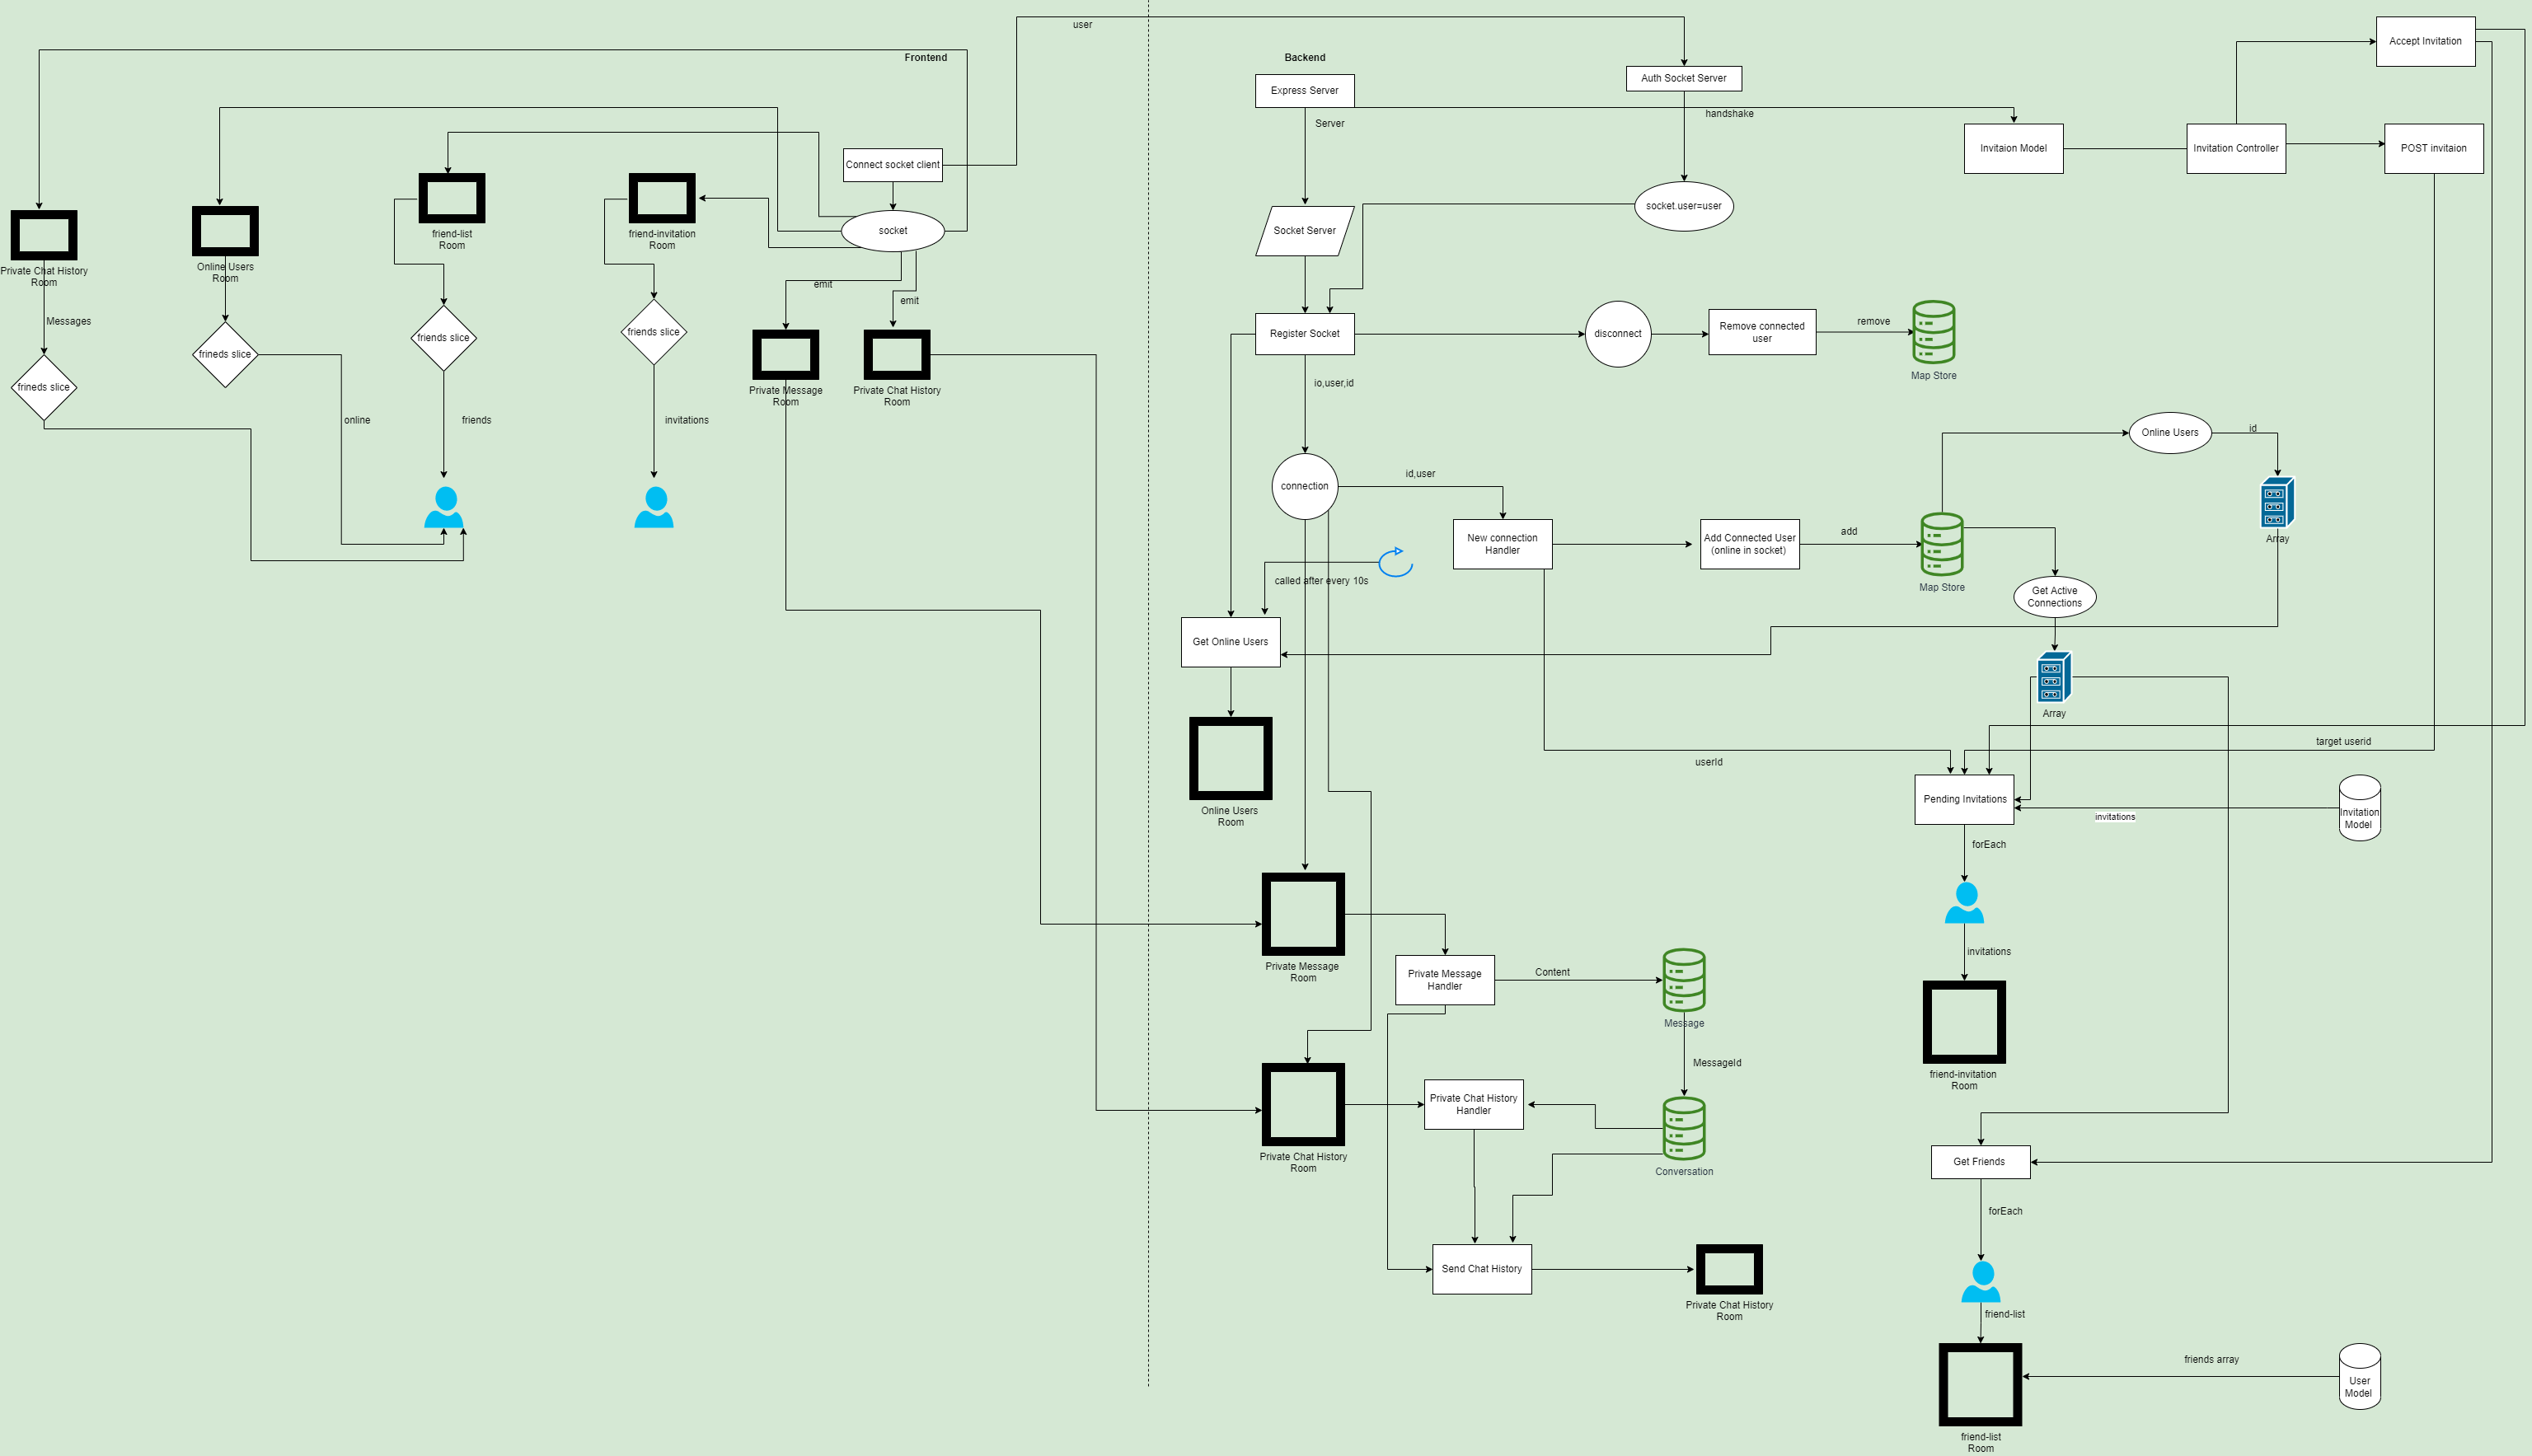 user
Frontend
Backend
Accept Invitation
Express Server
Auth Socket Server
handshake
Server
Connect socket client
Invitaion Model
Invitation Controller
POST invitaion
socket.user=user
socket
Socket Server
friend-list
Room
friend-invitation
Room
Private Chat History
Room
Online Users
Room
emit
emit
Messages
friends slice
friends slice
frineds slice
frineds slice
Private Message
Room
Private Chat History
Room
Register Socket
disconnect
Remove connected
user
remove
Map Store
io,user,id
online
friends
invitations
Online Users
id
connection
id,user
New connection
Handler
Add Connected User
(online in socket)
add
Map Store
Array
called after every 10s
Get Active
Connections
Get Online Users
Array
target userid
userId
Online Users
Room
Pending Invitations
invitations
Invitation
Model
forEach
invitations
Private Message
Room
Private Message
Handler
Content
Message
MessageId
friend-invitation
Room
Private Chat History
Room
Private Chat History
Handler
Conversation
Get Friends
forEach
Send Chat History
Private Chat History
Room
friend-list
friends array
User
Model
friend-list
Room